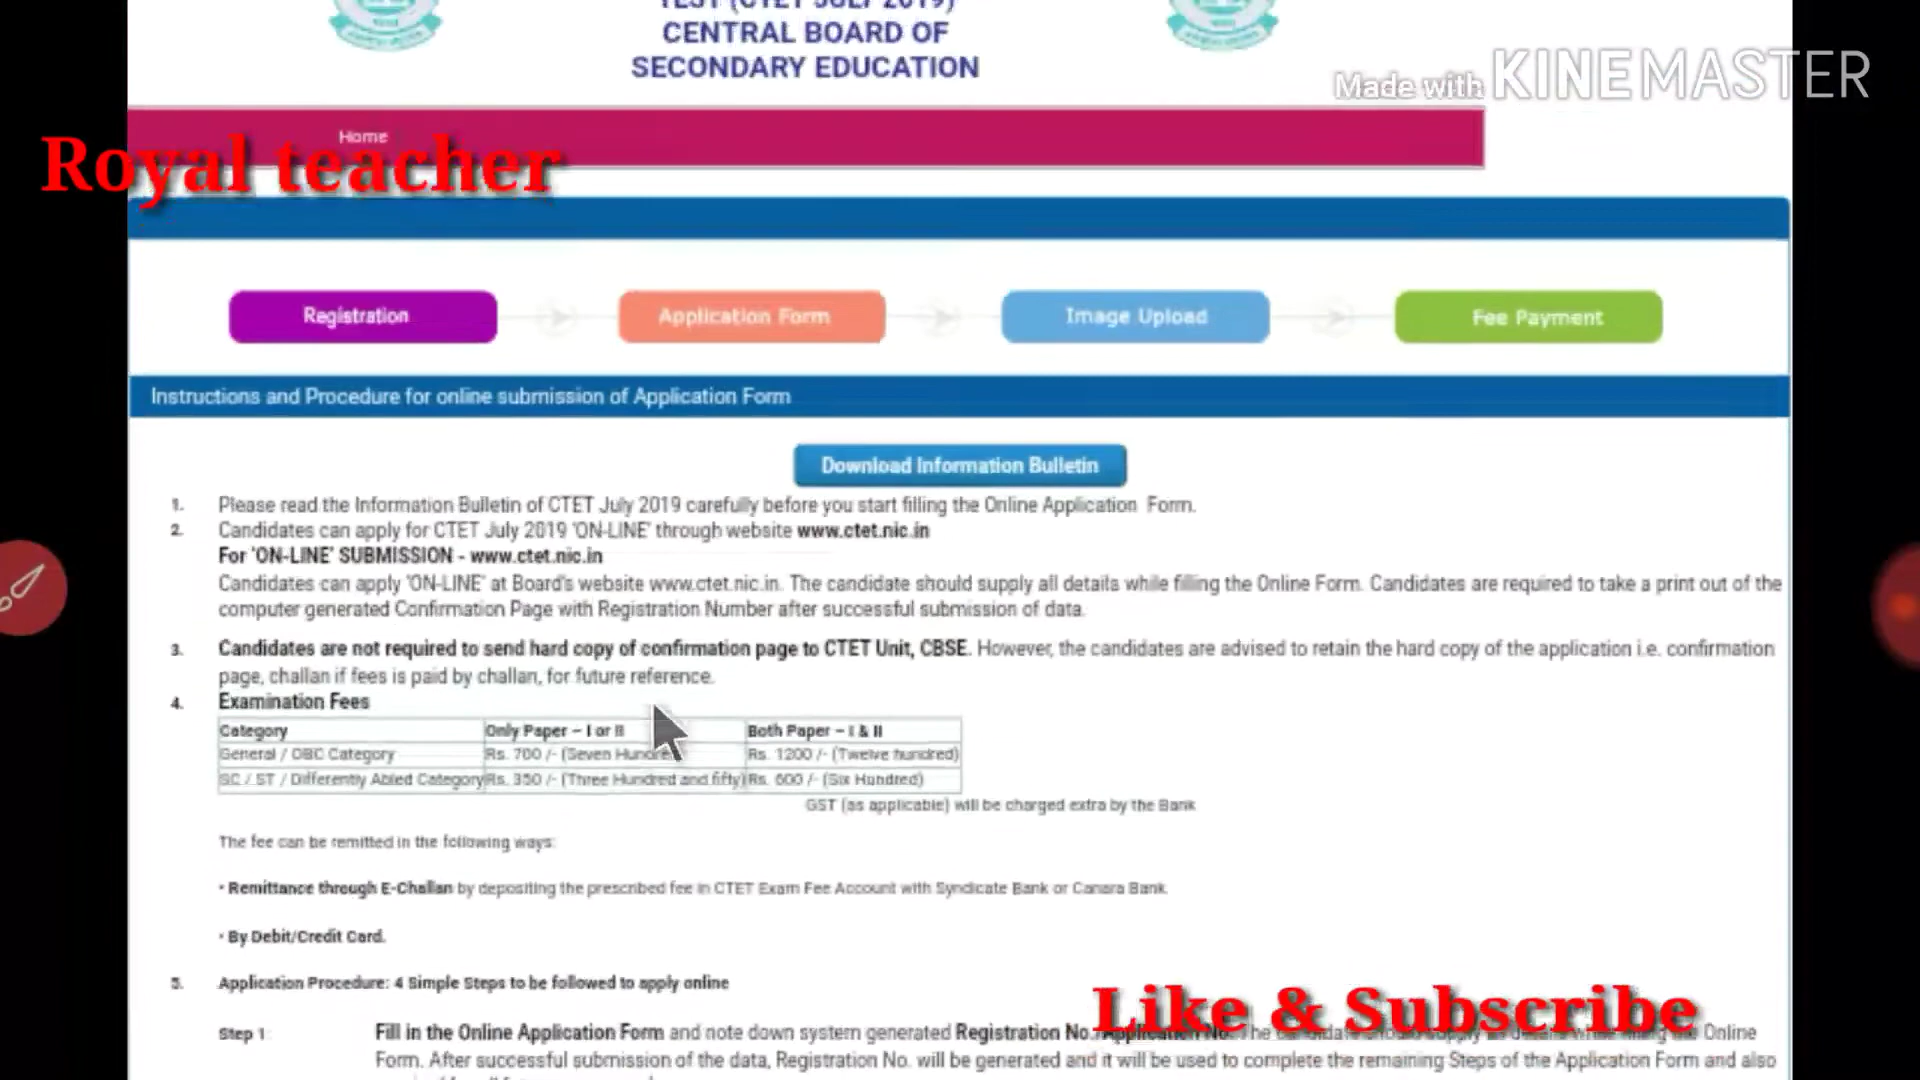 TEST (CTET JULY 2019)
CENTRAL BOARD OF
SECONDARY EDUCATION
Made with KINEMASTER
Home
Royal teacher
Registration
Application Form
Image Upload
Fee Payment
Instructions and Procedure for online submission of Application Form
Download Information Bulletin
1. Please read the Information Bulletin of CTET July 2019 carefully before you start filling the Online Application Form.
2. Candidates can apply for CTET July 2019 'ON-LINE' through website www.ctet.nic.in
For 'ON-LINE' SUBMISSION - www.ctet.nic.in
Candidates can apply 'ON-LINE' at Board's website www.ctet.nic.in. The candidate should supply all details while filling the Online Form. Candidates are required to take a print out of the
computer generated Confirmation Page with Registration Number after successful submission of data.
3. Candidates are not required to send hard copy of confirmation page to CTET Unit, CBSE. However, the candidates are advised to retain the hard copy of the application i.e. confirmation
page, challan if fees is paid by challan, for future reference.
4. Examination Fees
Category Only Paper – I or II Both Paper – I & II
General / OBC Category Rs. 700 /- (Seven Hundred Rs. 1200 /- (Twelve hundred)
SC / ST / Differently Abled Category Rs. 350 /- (Three Hundred and fifty) Rs. 600 /- (Six Hundred)
GST (as applicable) will be charged extra by the Bank
The fee can be remitted in the following ways:
• Remittance through E-Challan by depositing the prescribed fee in CTET Exam Fee Account with Syndicate Bank or Canara Bank.
• By Debit/Credit Card.
5. Application Procedure: 4 Simple Steps to be followed to apply online
Like & Subscribe
Step 1: Fill in the Online Application Form and note down system generated Registration No./Application No. The candidate should supply all details while filling the Online
Form. After successful submission of the data, Registration No. will be generated and it will be used to complete the remaining Steps of the Application Form and also